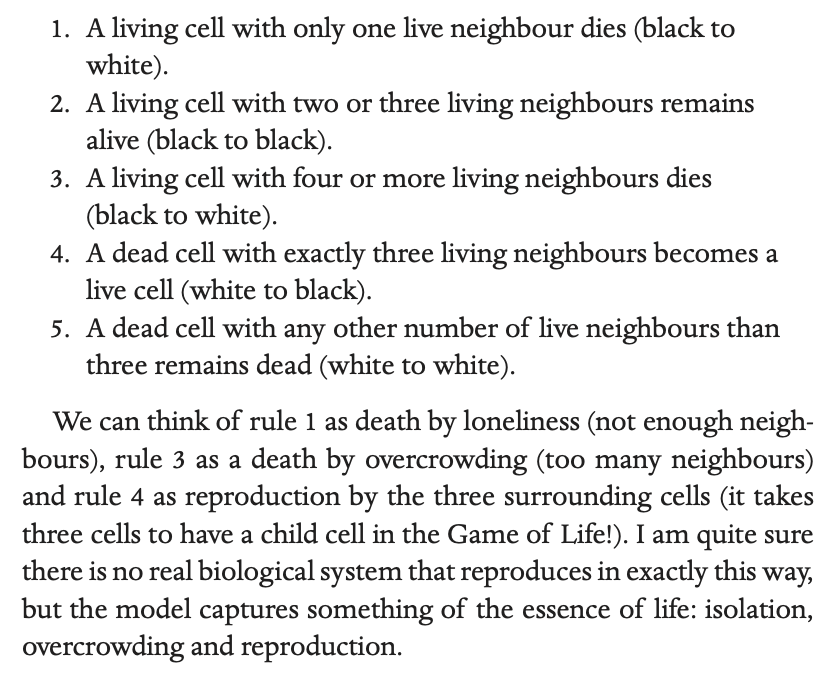 1. A living cell with only one live neighbour dies (black to
white).
2. A living cell with two or three living neighbours remains
alive (black to black).
3. A living cell with four or more living neighbours dies
(black to white).
4. A dead cell with exactly three living neighbours becomes a
live cell (white to black).
5. A dead cell with any other number of live neighbours than
three remains dead (white to white).
We can think of rule 1 as death by loneliness (not enough neigh-
bours), rule 3 as a death by overcrowding (too many neighbours)
and rule 4 as reproduction by the three surrounding cells (it takes
three cells to have a child cell in the Game of Life!). I am quite sure
there is no real biological system that reproduces in exactly this way,
but the model captures something of the essence of life: isolation,
overcrowding and reproduction.